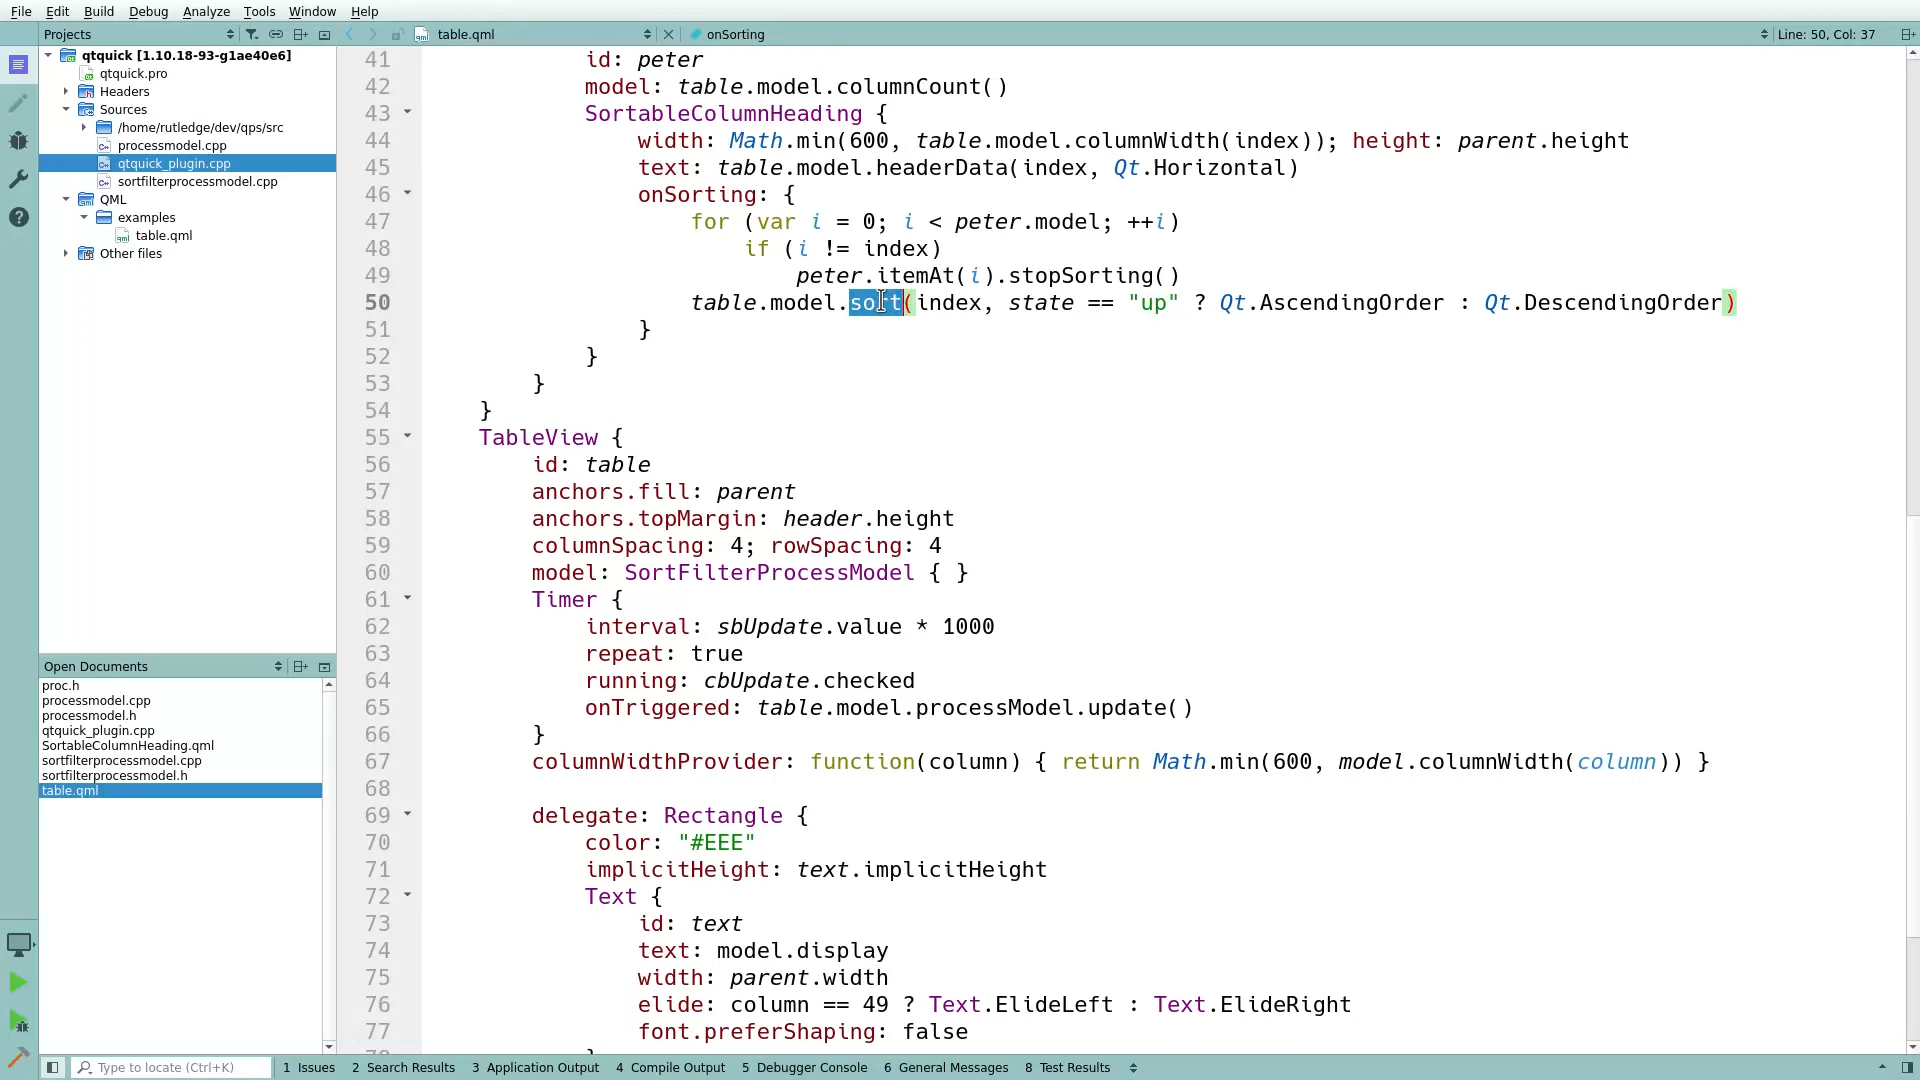 File Edit Build Debug Analyze Tools Window Help
Projects
table.qml
onSorting
Line: 50, Col: 37
qtquick [1.10.18-93-g1ae40e6]
qtquick.pro
Headers
Sources
/home/rutledge/dev/qps/src
processmodel.cpp
qtquick_plugin.cpp
sortfilterprocessmodel.cpp
QML
examples
table.qml
Other files
Open Documents
proc.h
processmodel.cpp
processmodel.h
qtquick_plugin.cpp
SortableColumnHeading.qml
sortfilterprocessmodel.cpp
sortfilterprocessmodel.h
table.qml
41 id: peter
42 model: table.model.columnCount()
43 SortableColumnHeading {
44 width: Math.min(600, table.model.columnWidth(index)); height: parent.height
45 text: table.model.headerData(index, Qt.Horizontal)
46 onSorting: {
47 for (var i = 0; i < peter.model; ++i)
48 if (i != index)
49 peter.itemAt(i).stopSorting()
50 table.model.sort(index, state == "up" ? Qt.AscendingOrder : Qt.DescendingOrder)
51 }
52 }
53 }
54 }
55 TableView {
56 id: table
57 anchors.fill: parent
58 anchors.topMargin: header.height
59 columnSpacing: 4; rowSpacing: 4
60 model: SortFilterProcessModel { }
61 Timer {
62 interval: sbUpdate.value * 1000
63 repeat: true
64 running: cbUpdate.checked
65 onTriggered: table.model.processModel.update()
66 }
67 columnWidthProvider: function(column) { return Math.min(600, model.columnWidth(column)) }
68
69 delegate: Rectangle {
70 color: "#EEE"
71 implicitHeight: text.implicitHeight
72 Text {
73 id: text
74 text: model.display
75 width: parent.width
76 elide: column == 49 ? Text.ElideLeft : Text.ElideRight
77 font.preferShaping: false
Type to locate (Ctrl+K) 1 Issues 2 Search Results 3 Application Output 4 Compile Output 5 Debugger Console 6 General Messages 8 Test Results